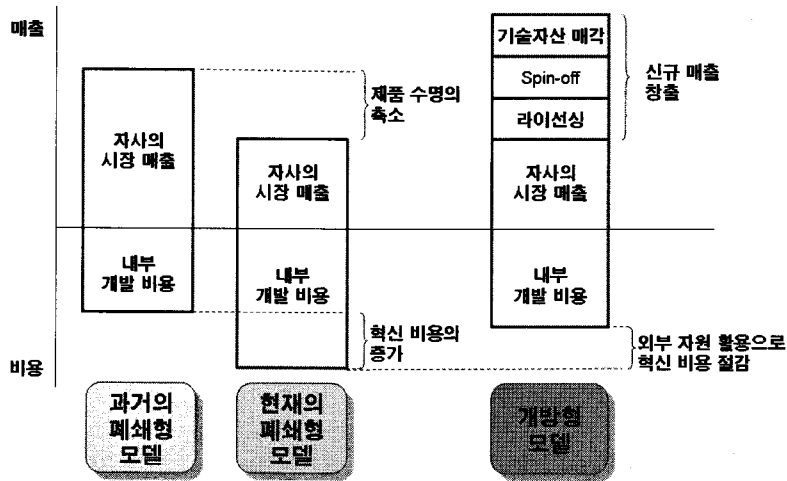 매출
자사의
시장 매출
내부
개발 비용
제품 수명의
축소
자사의
시장 매출
내부
개발 비용
혁신 비용의
증가
기술자산 매각
Spin-off
라이선싱
신규 매출
창출
자사의
시장 매출
내부
개발 비용
외부 자원 활용으로
혁신 비용 절감
비용
과거의
폐쇄형
모델
현재의
폐쇄형
모델
개방형
모델